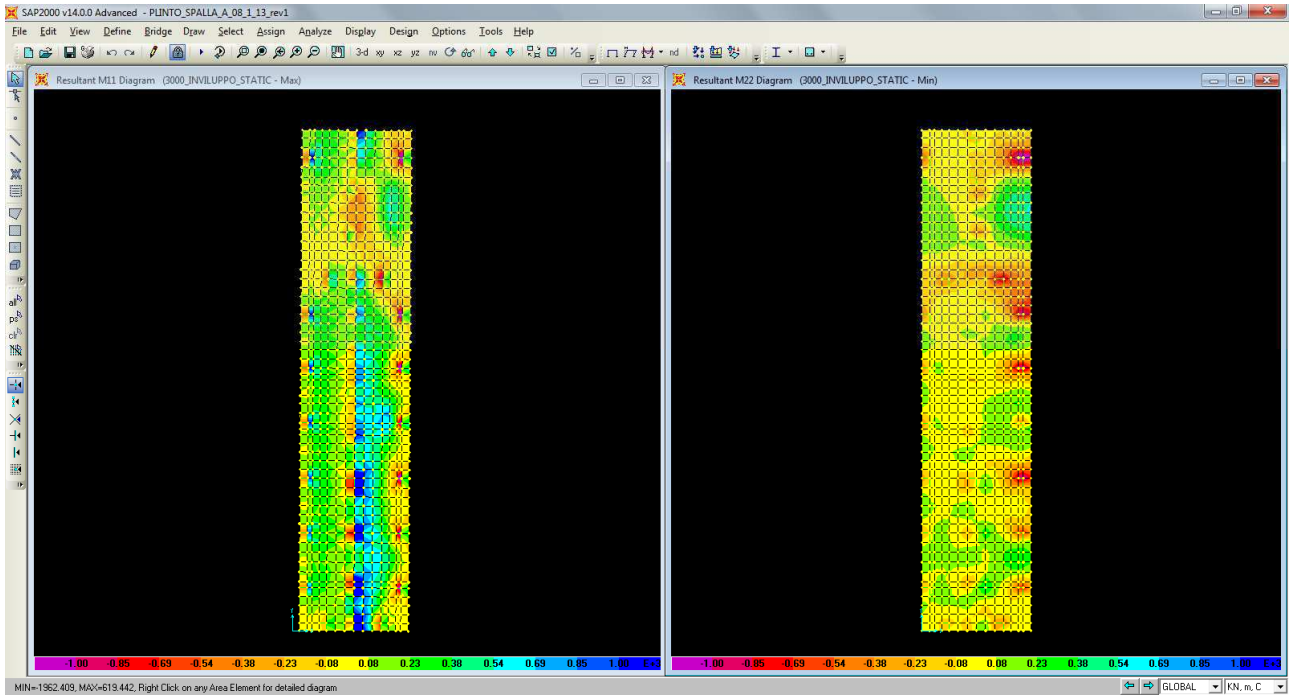 SAP2000 v14.0.0 Advanced - PLINTO_SPALLA_A_08_1_13_rev1
File Edit View Define Bridge Draw Select Assign Analyze Display Design Options Tools Help
3-d xy xz yz nv nd
Resultant M11 Diagram (3000_INVILUPPO_STATIC - Max)
Resultant M22 Diagram (3000_INVILUPPO_STATIC - Min)
all
ps
clr
-1.00 -0.85 -0.69 -0.54 -0.38 -0.23 -0.08 0.08 0.23 0.38 0.54 0.69 0.85 1.00 E+3
-1.00 -0.85 -0.69 -0.54 -0.38 -0.23 -0.08 0.08 0.23 0.38 0.54 0.69 0.85 1.00 E+3
MIN=-1962.409, MAX=619.442, Right Click on any Area Element for detailed diagram
GLOBAL
KN, m, C